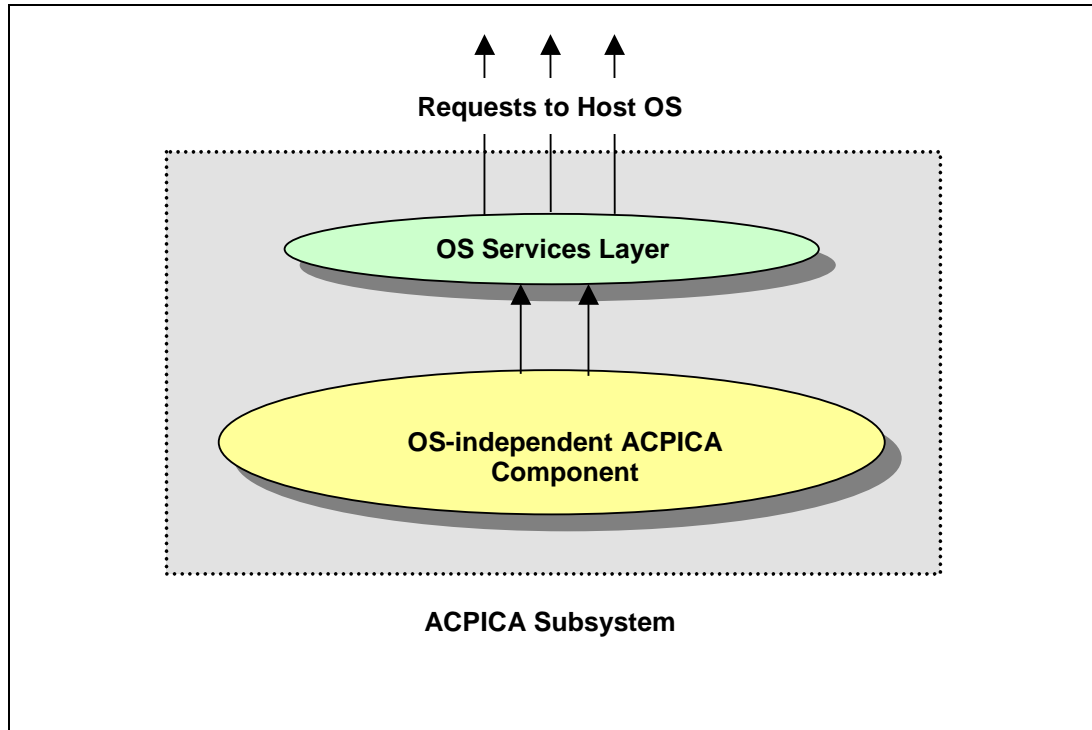 Requests to Host OS
OS Services Layer
OS-independent ACPICA
Component
ACPICA Subsystem